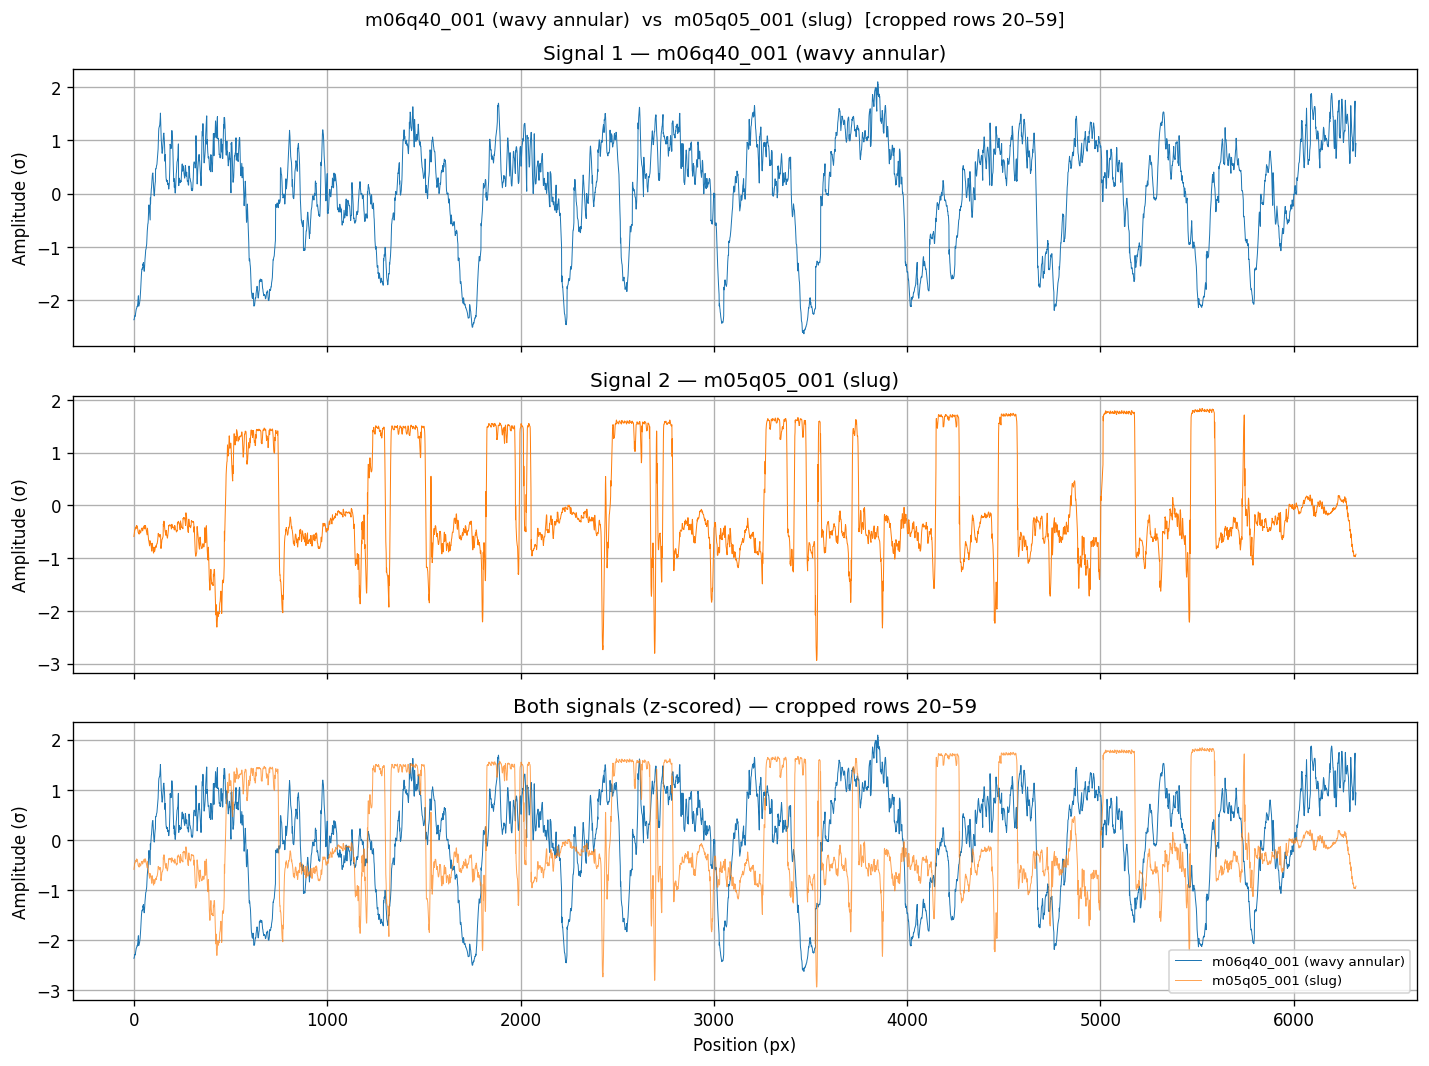 m06q40_001 (wavy annular)  vs  m05q05_001 (slug)  [cropped rows 20–59]
Signal 1 — m06q40_001 (wavy annular)
2
1
0
−1
−2
Amplitude (σ)
Signal 2 — m05q05_001 (slug)
2
1
0
−1
−2
−3
Amplitude (σ)
Both signals (z-scored) — cropped rows 20–59
2
1
0
−1
−2
−3
Amplitude (σ)
m06q40_001 (wavy annular)
m05q05_001 (slug)
0 1000 2000 3000 4000 5000 6000
Position (px)